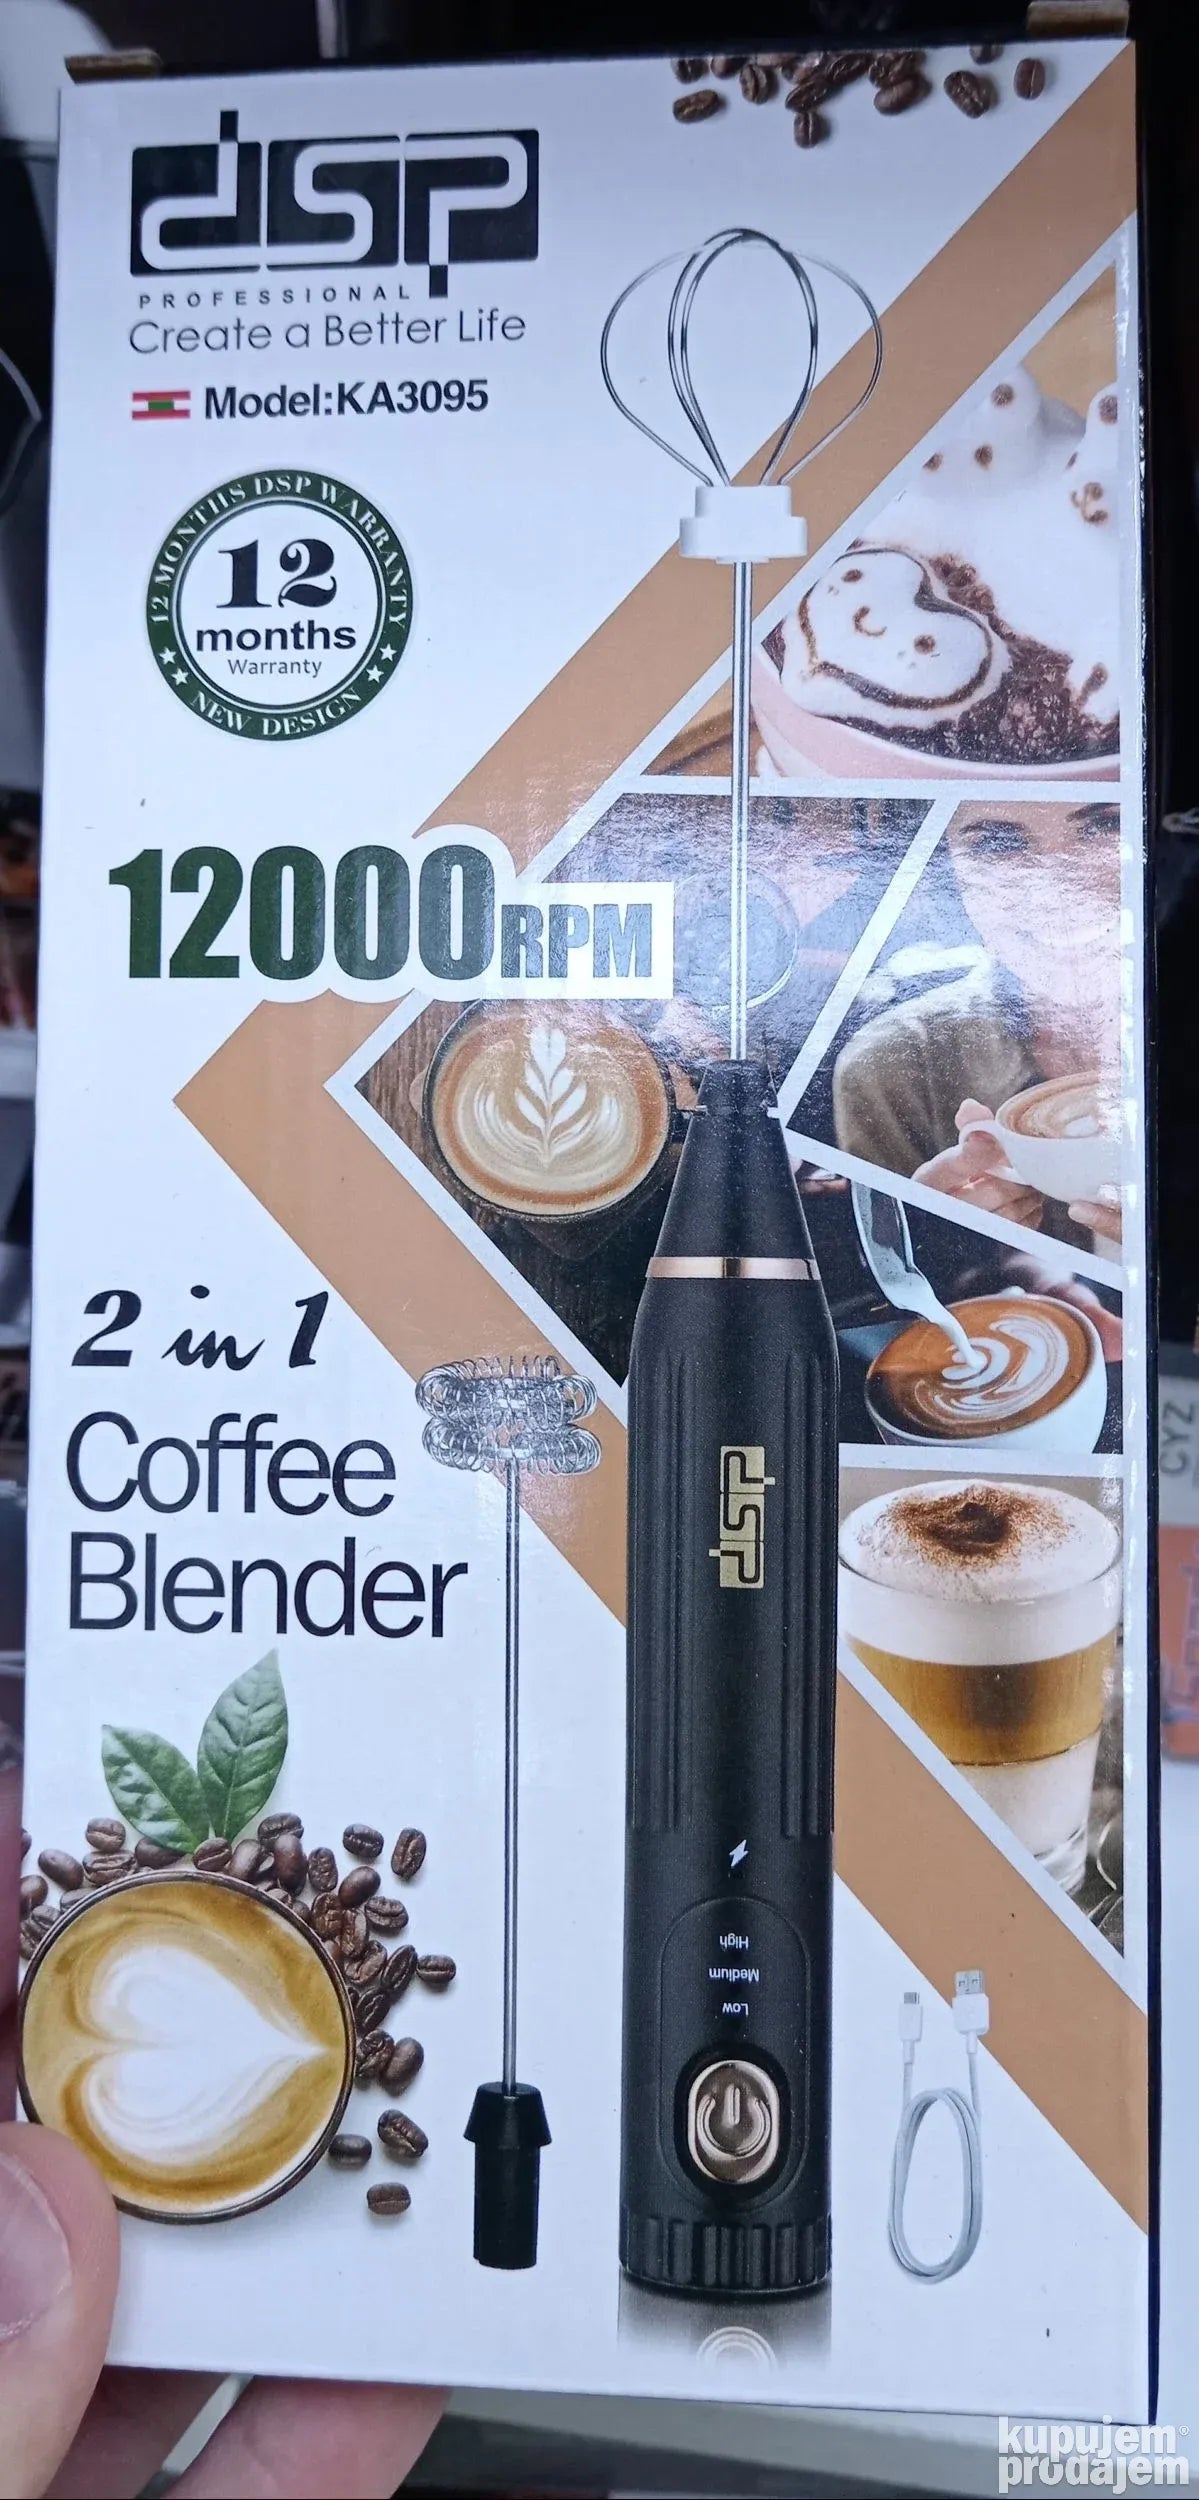 dsp
PROFESSIONAL
Create a Better Life
Model:KA3095
12 MONTHS DSP WARRANTY
12
months
Warranty
NEW DESIGN
12000RPM
2 in 1
Coffee
Blender
dsp
High
Medium
Low
CYZ
kupujem
prodajem